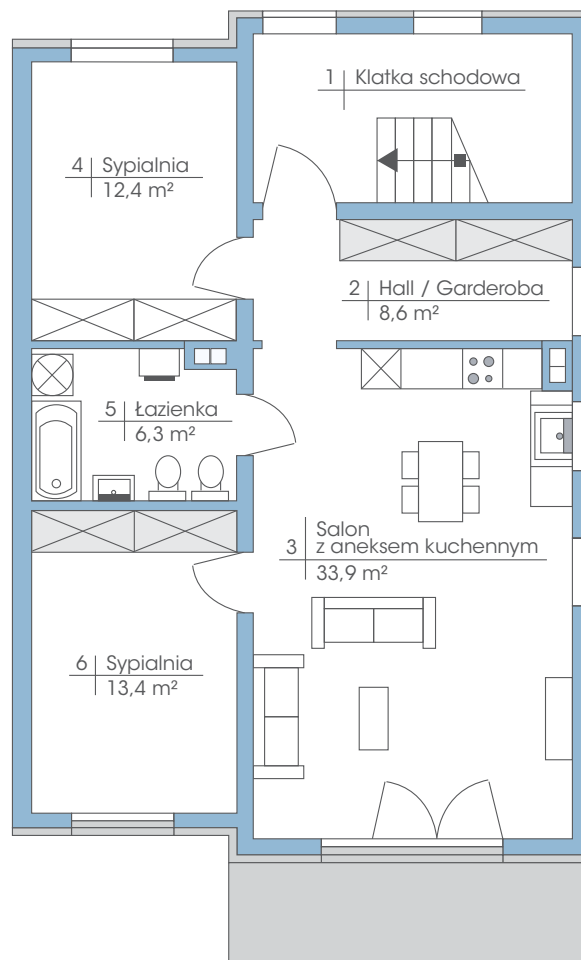 1 | Klatka schodowa
4 | Sypialnia
12,4 m²
2 | Hall / Garderoba
8,6 m²
5 | Łazienka
6,3 m²
3 | Salon
z aneksem kuchennym
33,9 m²
6 | Sypialnia
13,4 m²